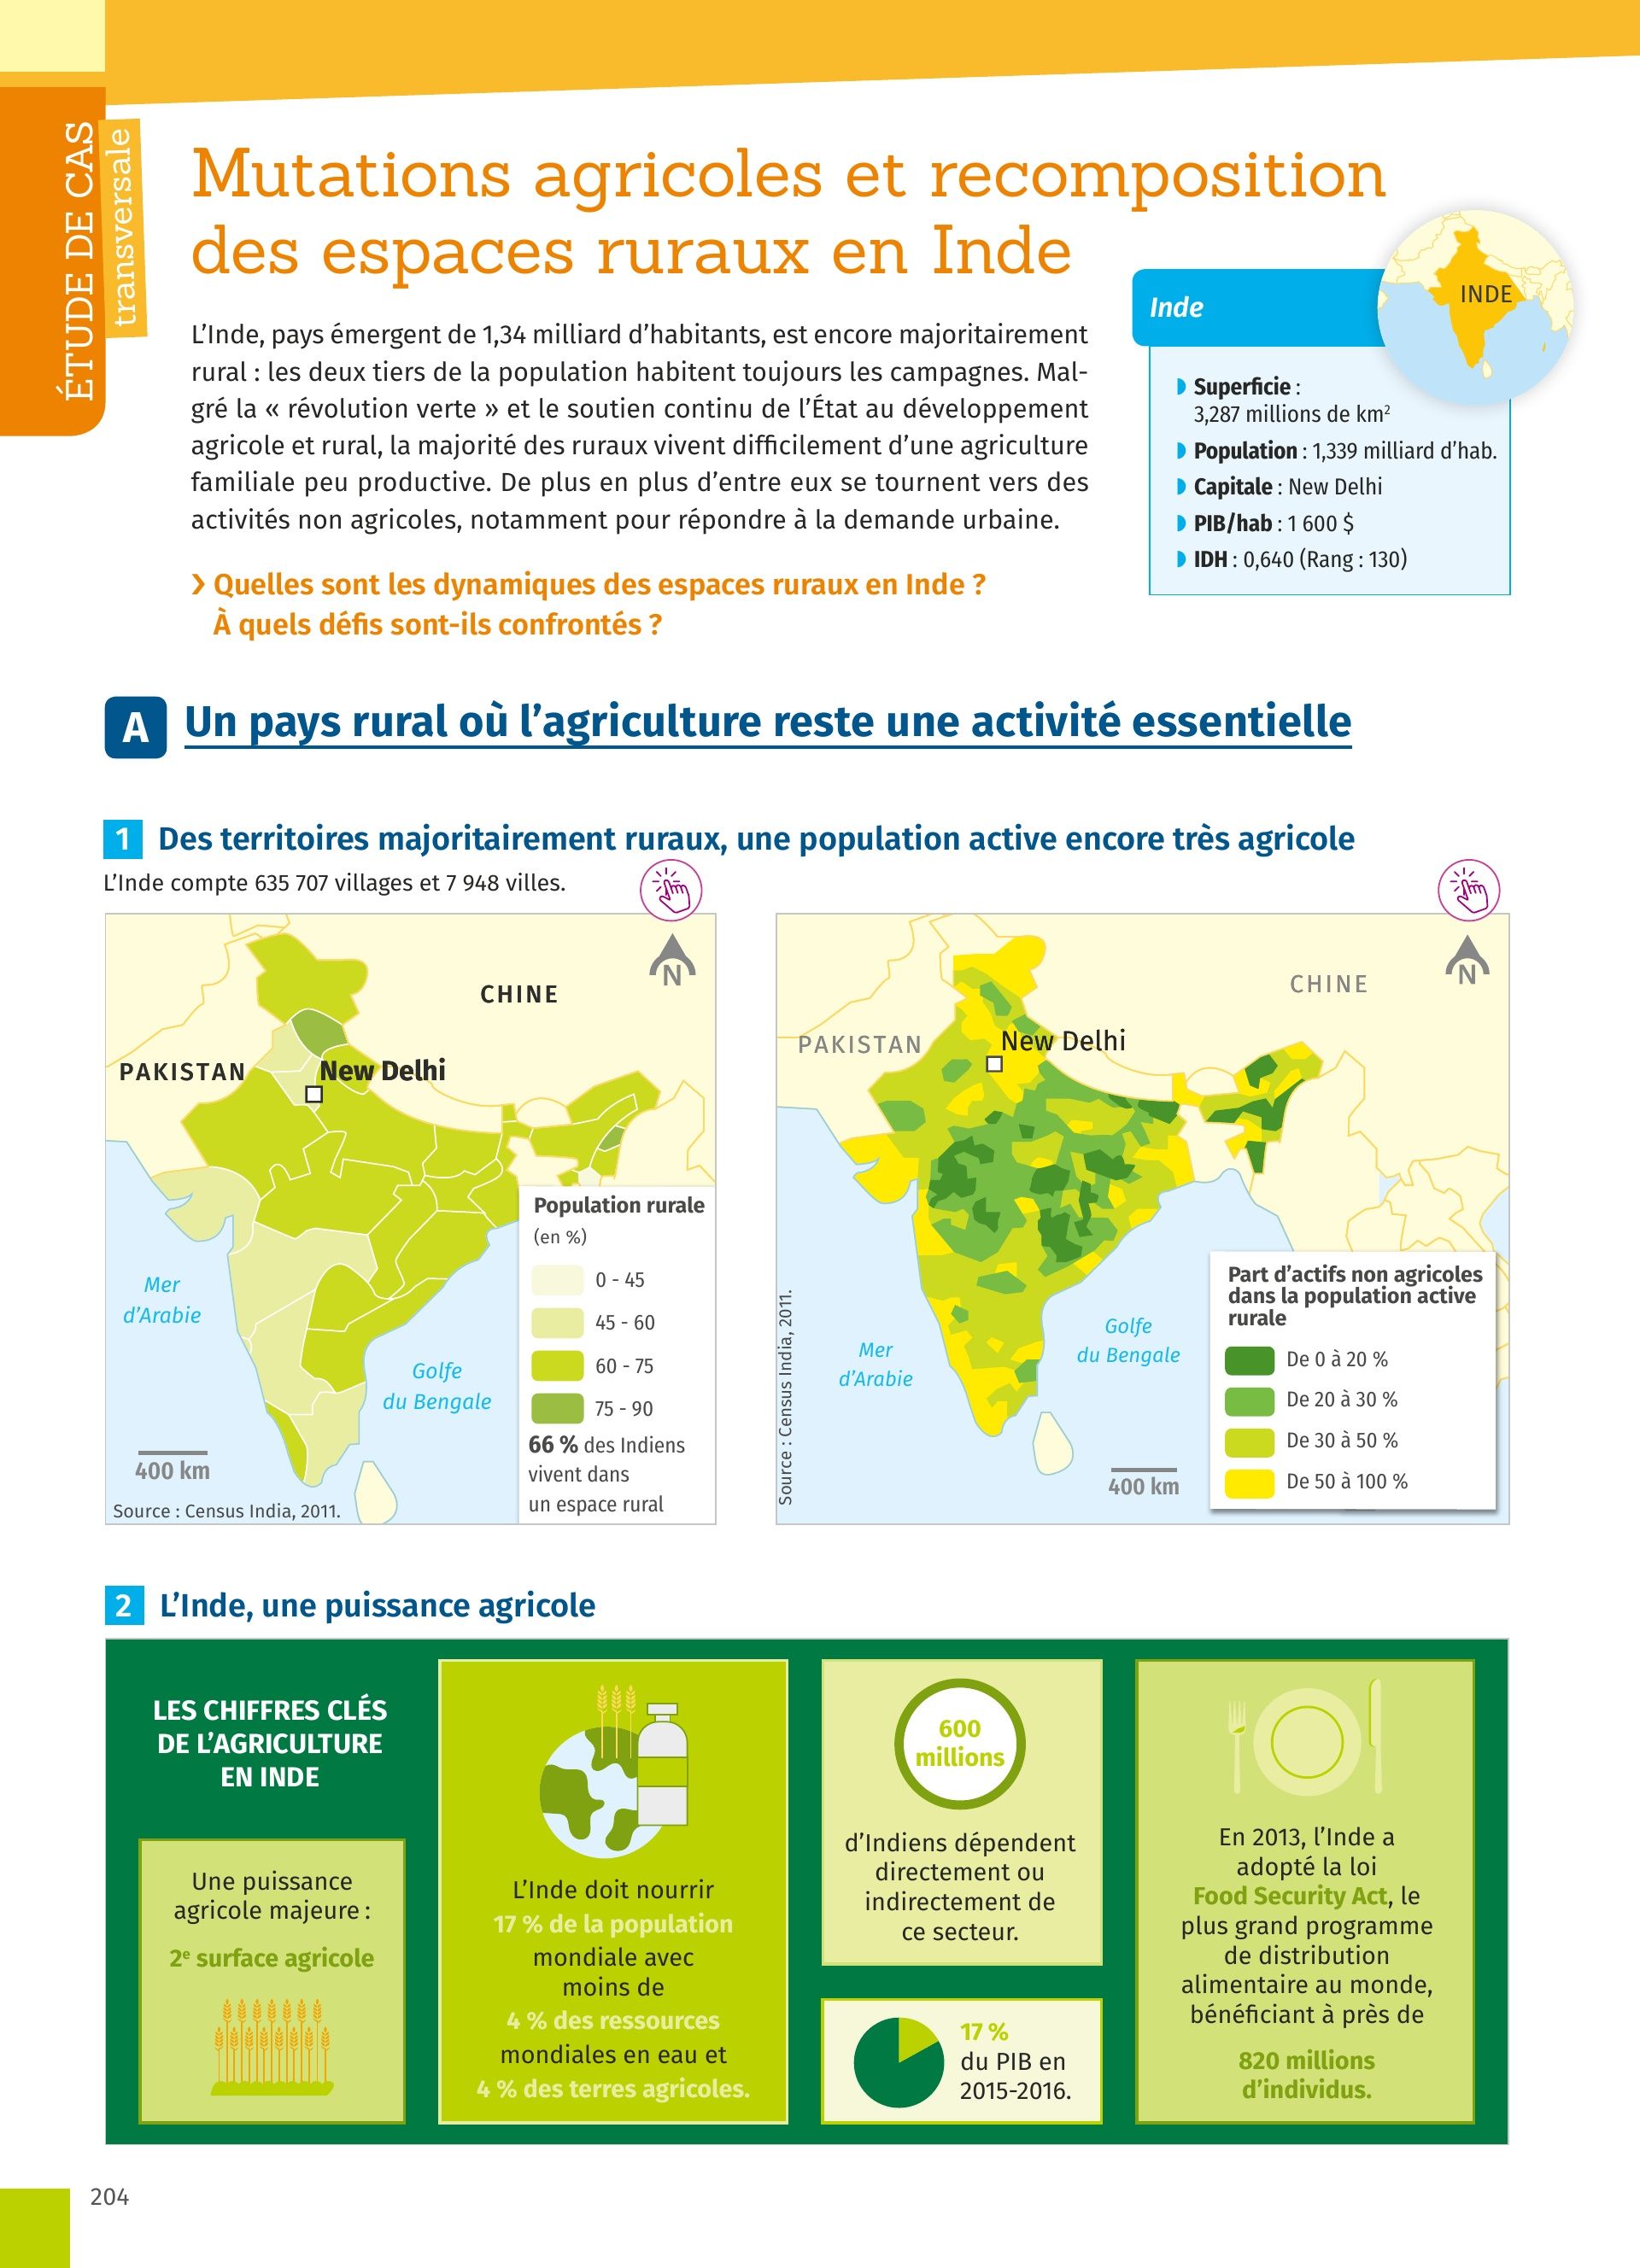 ÉTUDE DE CAS
transversale
Mutations agricoles et recomposition
des espaces ruraux en Inde
L’Inde, pays émergent de 1,34 milliard d’habitants, est encore majoritairement
rural : les deux tiers de la population habitent toujours les campagnes. Mal-
gré la « révolution verte » et le soutien continu de l’État au développement
agricole et rural, la majorité des ruraux vivent difficilement d’une agriculture
familiale peu productive. De plus en plus d’entre eux se tournent vers des
activités non agricoles, notamment pour répondre à la demande urbaine.
Quelles sont les dynamiques des espaces ruraux en Inde ?
À quels défis sont-ils confrontés ?
Inde
INDE
Superficie :
3,287 millions de km²
Population : 1,339 milliard d’hab.
Capitale : New Delhi
PIB/hab : 1 600 $
IDH : 0,640 (Rang : 130)
A Un pays rural où l’agriculture reste une activité essentielle
1 Des territoires majoritairement ruraux, une population active encore très agricole
L’Inde compte 635 707 villages et 7 948 villes.
N
CHINE
PAKISTAN
New Delhi
Mer
d’Arabie
Golfe
du Bengale
400 km
Source : Census India, 2011.
Population rurale
(en %)
0 - 45
45 - 60
60 - 75
75 - 90
66 % des Indiens
vivent dans
un espace rural
N
CHINE
PAKISTAN
New Delhi
Mer
d’Arabie
Golfe
du Bengale
400 km
Source : Census India, 2011.
Part d’actifs non agricoles
dans la population active
rurale
De 0 à 20 %
De 20 à 30 %
De 30 à 50 %
De 50 à 100 %
2 L’Inde, une puissance agricole
LES CHIFFRES CLÉS
DE L’AGRICULTURE
EN INDE
Une puissance
agricole majeure :
2e surface agricole
L’Inde doit nourrir
17 % de la population
mondiale avec
moins de
4 % des ressources
mondiales en eau et
4 % des terres agricoles.
600
millions
d’Indiens dépendent
directement ou
indirectement de
ce secteur.
17 %
du PIB en
2015-2016.
En 2013, l’Inde a
adopté la loi
Food Security Act, le
plus grand programme
de distribution
alimentaire au monde,
bénéficiant à près de
820 millions
d’individus.
204